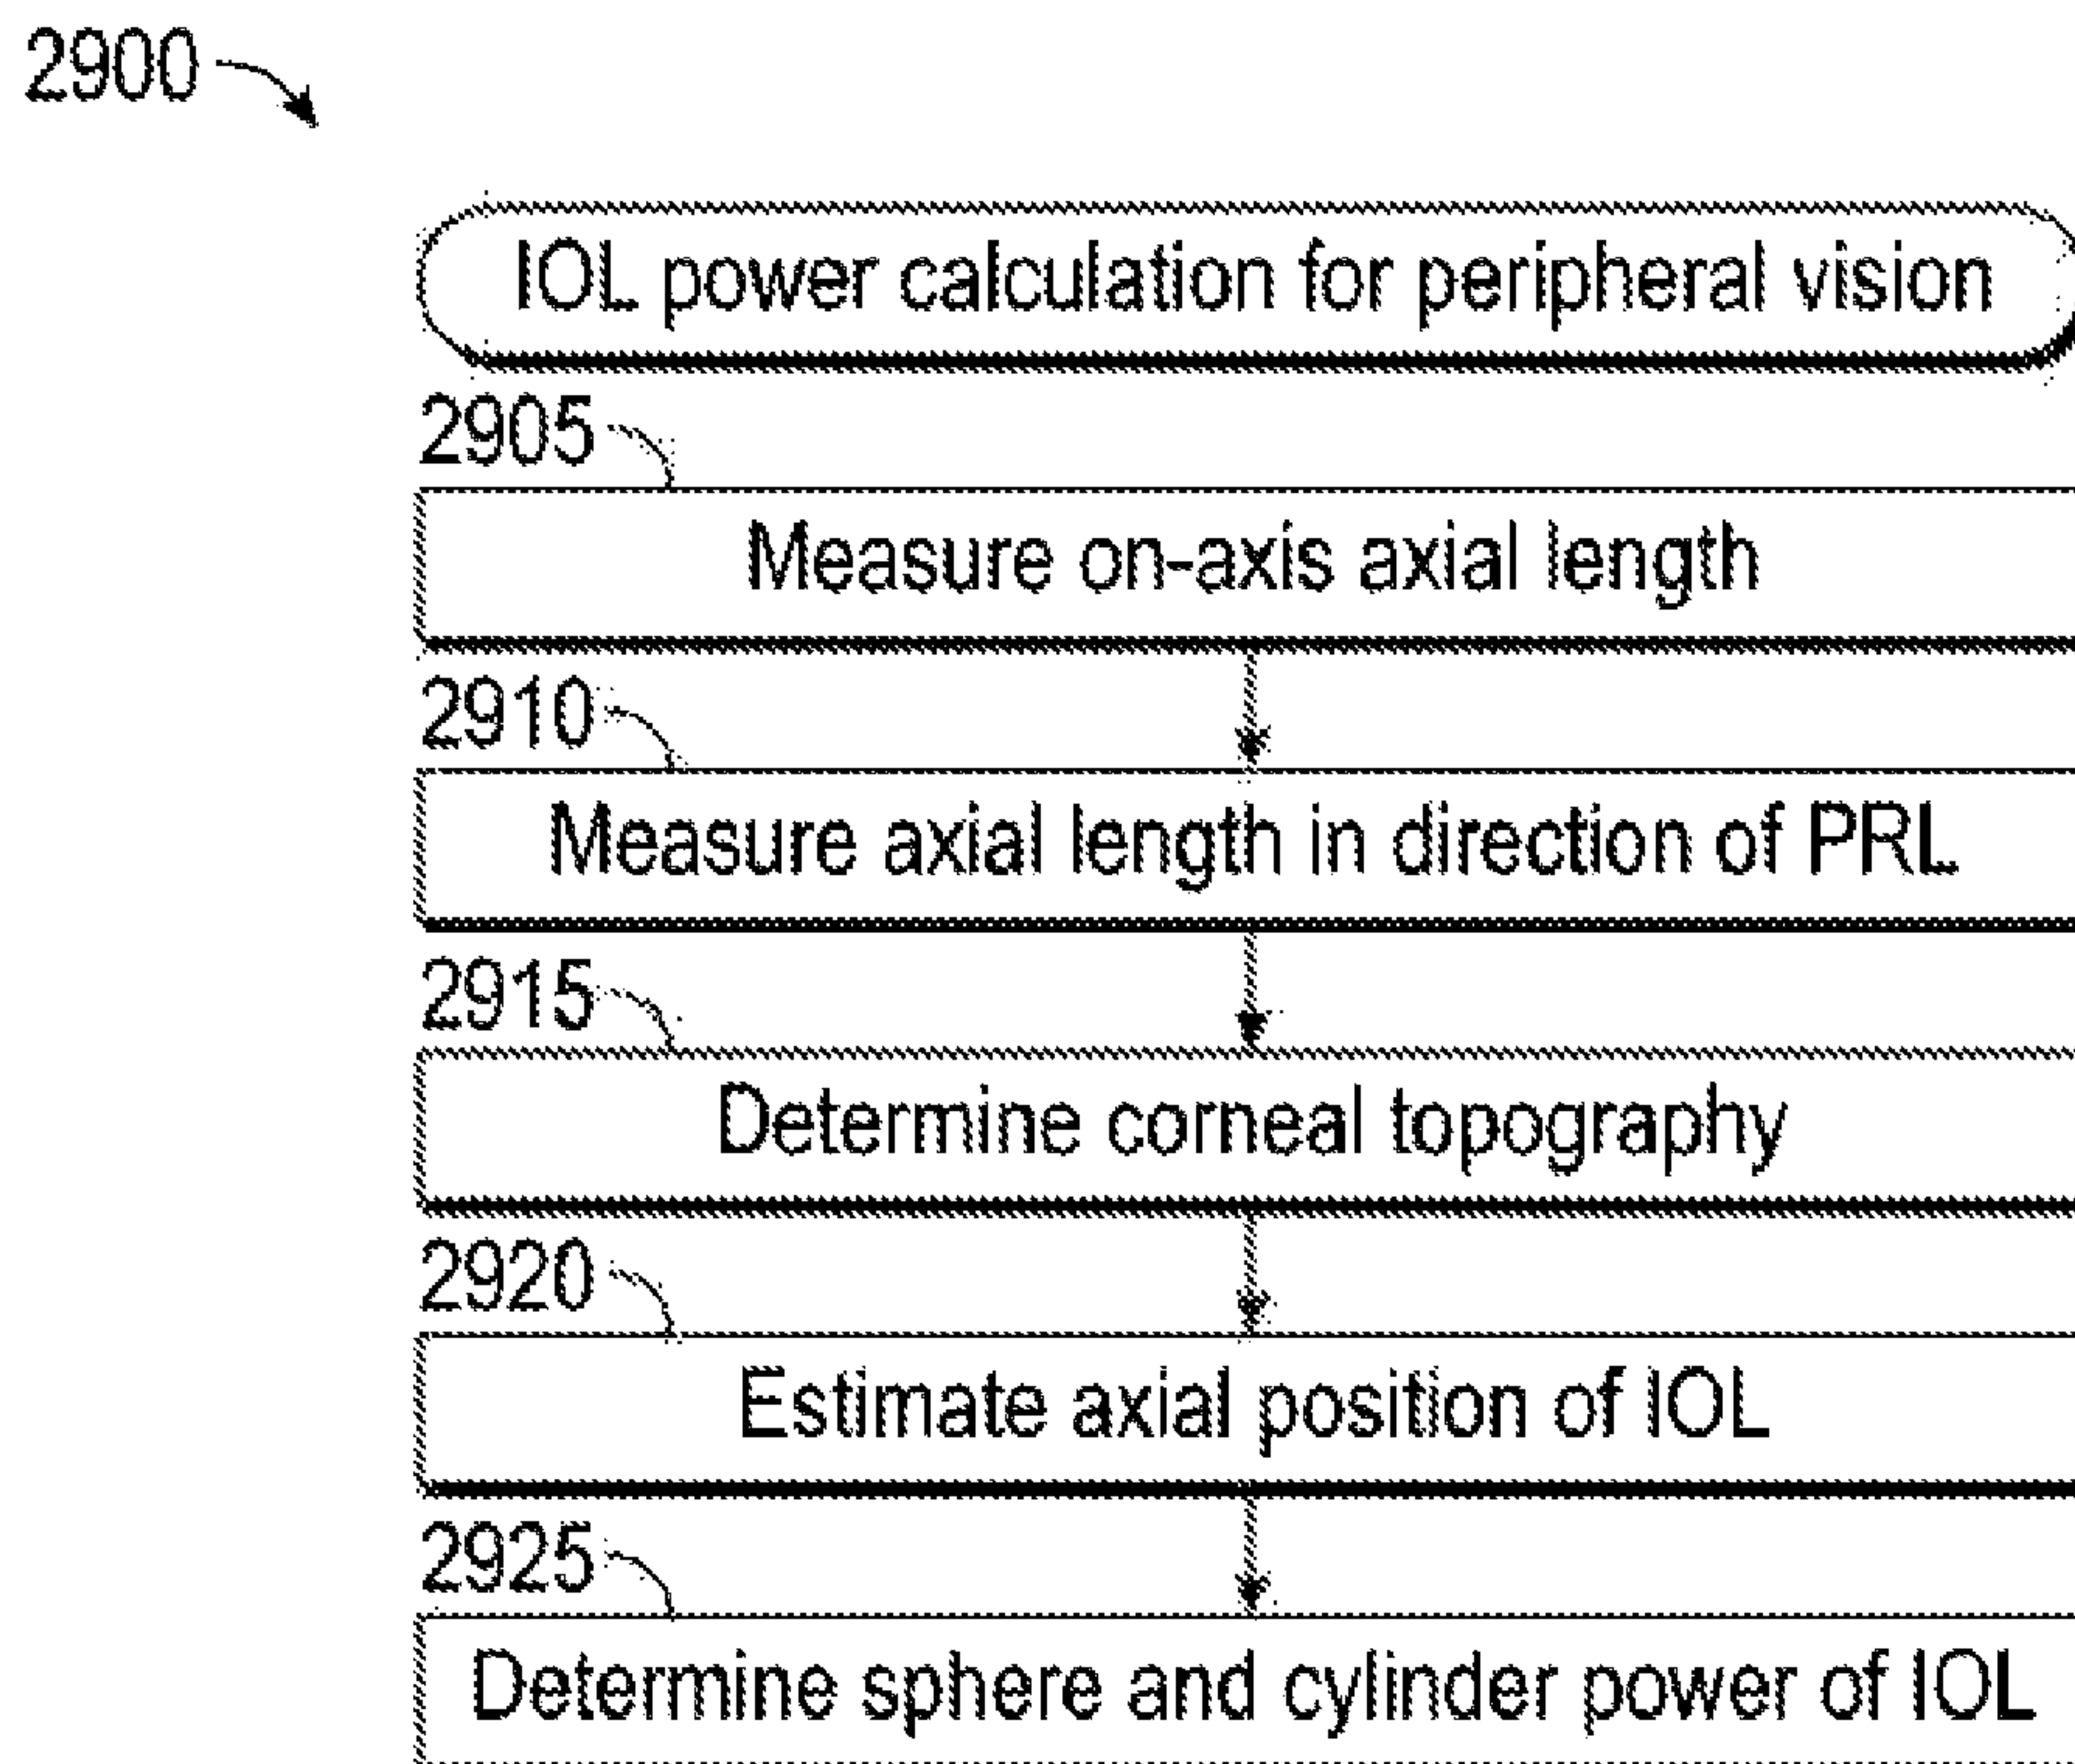 2900
IOL power calculation for peripheral vision
2905
Measure on-axis axial length
2910
Measure axial length in direction of PRL
2915
Determine corneal topography
2920
Estimate axial position of IOL
2925
Determine sphere and cylinder power of IOL